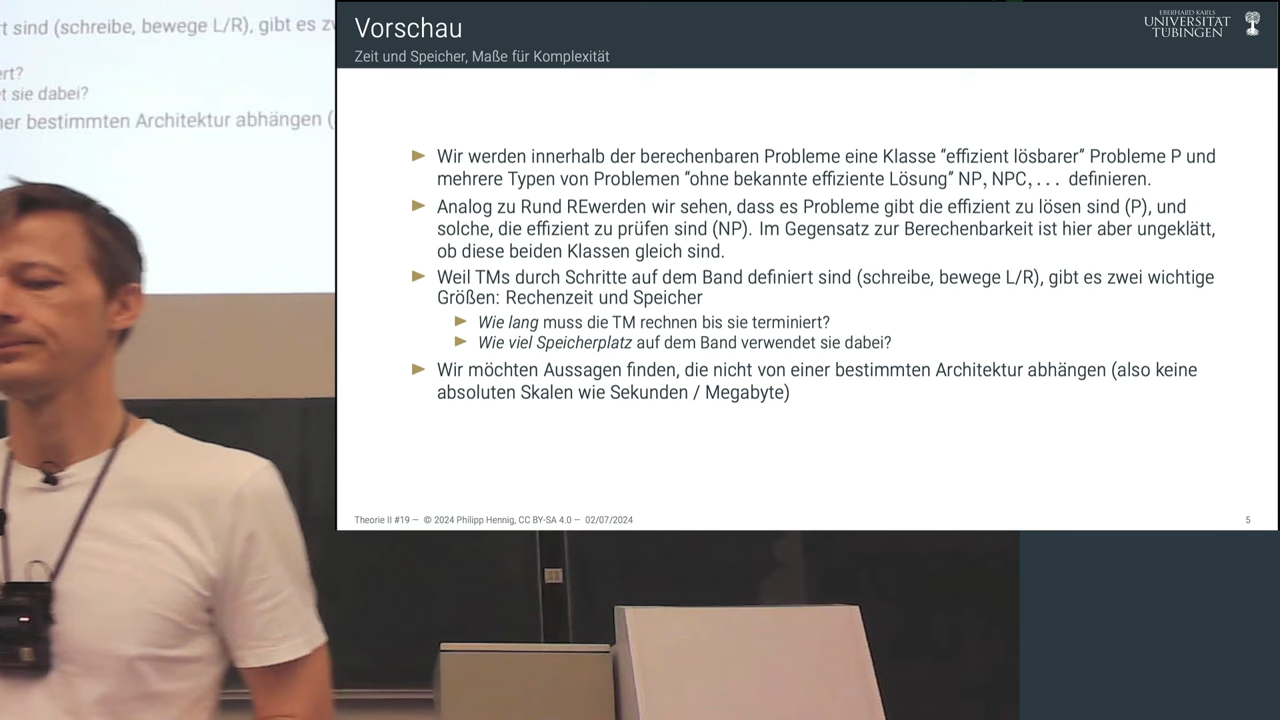 t sind (schreibe, bewege L/R), gibt es
ert?
t sie dabei?
ner bestimmten Architektur abhängen (
Vorschau
Zeit und Speicher, Maße für Komplexität
EBERHARD KARLS
UNIVERSITAT
TUBINGEN
► Wir werden innerhalb der berechenbaren Probleme eine Klasse “effizient lösbarer” Probleme P und
mehrere Typen von Problemen “ohne bekannte effiziente Lösung” NP, NPC, . . . definieren.
► Analog zu Rund REwerden wir sehen, dass es Probleme gibt die effizient zu lösen sind (P), und
solche, die effizient zu prüfen sind (NP). Im Gegensatz zur Berechenbarkeit ist hier aber ungeklätt,
ob diese beiden Klassen gleich sind.
► Weil TMs durch Schritte auf dem Band definiert sind (schreibe, bewege L/R), gibt es zwei wichtige
Größen: Rechenzeit und Speicher
► Wie lang muss die TM rechnen bis sie terminiert?
► Wie viel Speicherplatz auf dem Band verwendet sie dabei?
► Wir möchten Aussagen finden, die nicht von einer bestimmten Architektur abhängen (also keine
absoluten Skalen wie Sekunden / Megabyte)
Theorie II #19 — © 2024 Philipp Hennig, CC BY-SA 4.0 — 02/07/2024
5